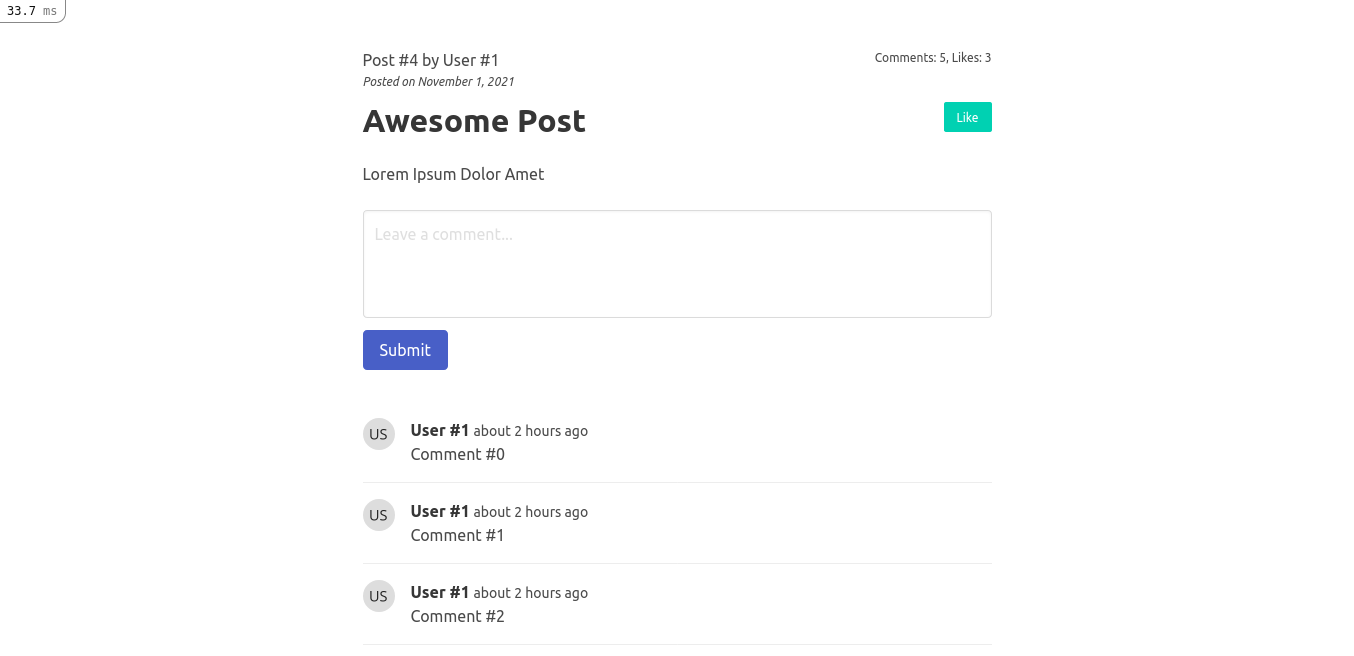 33.7 ms
Post #4 by User #1
Comments: 5, Likes: 3
Posted on November 1, 2021
Awesome Post
Like
Lorem Ipsum Dolor Amet
Leave a comment...
Submit
US
User #1 about 2 hours ago
Comment #0
US
User #1 about 2 hours ago
Comment #1
US
User #1 about 2 hours ago
Comment #2